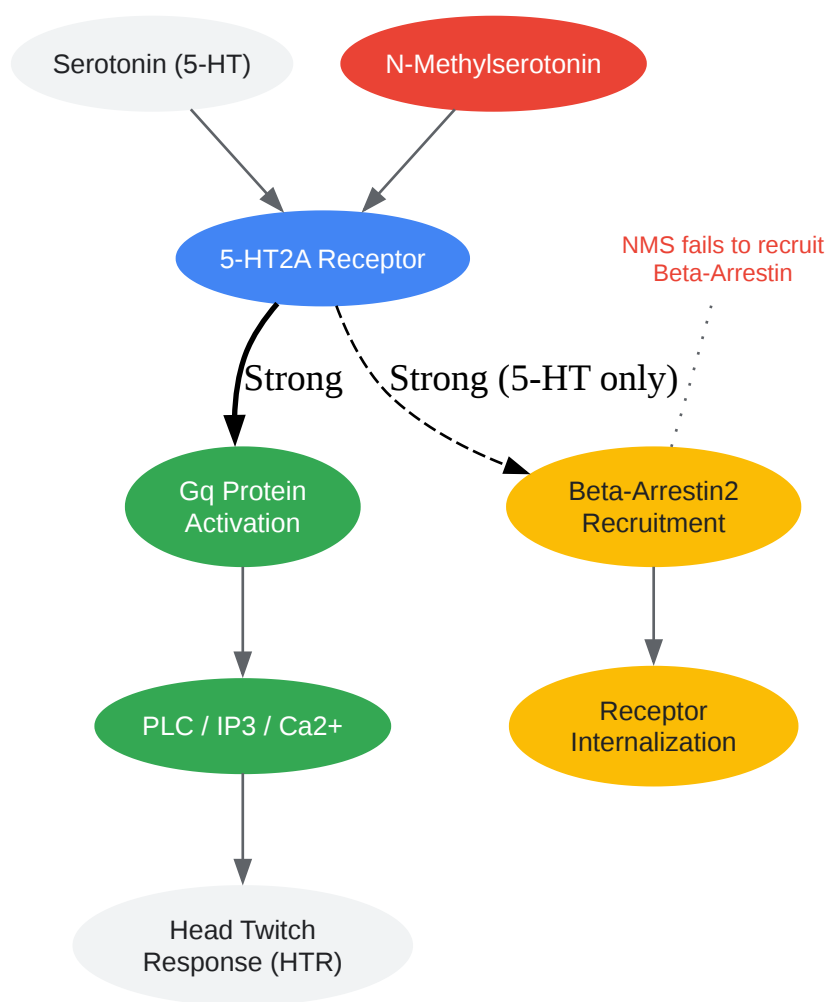 Serotonin (5-HT)
N-Methylserotonin
5-HT2A Receptor
NMS fails to recruit
Beta-Arrestin
Strong
Strong (5-HT only)
Gq Protein
Activation
Beta-Arrestin2
Recruitment
PLC / IP3 / Ca2+
Receptor
Internalization
Head Twitch
Response (HTR)